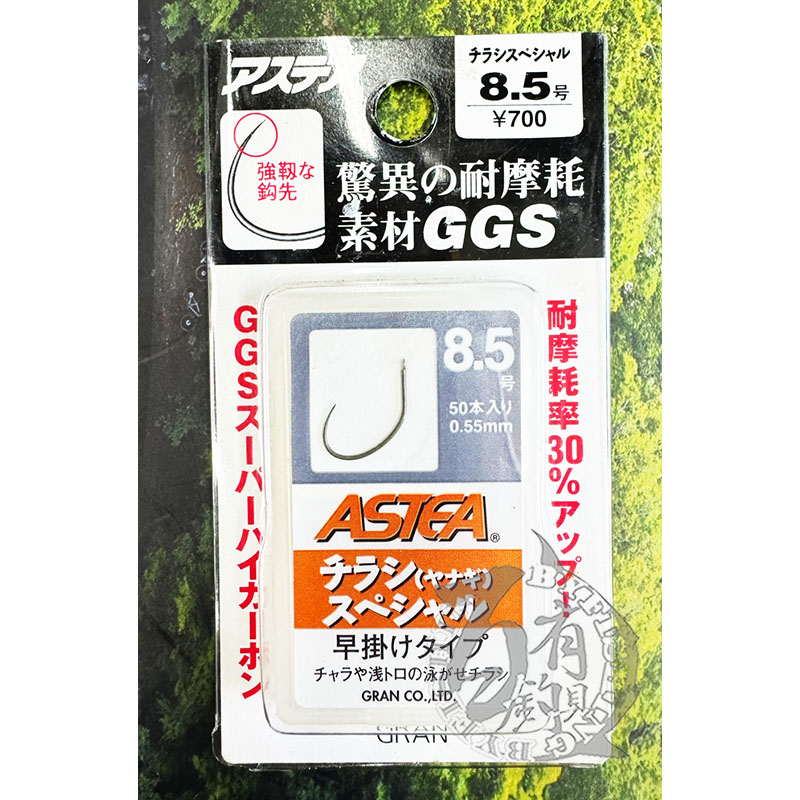 アステア
チラシスペシャル
8.5号
¥700
強靱な
鈎先
驚異の耐摩耗
素材GGS
GGSスーパーハイカーボン
耐摩耗率30%アップ!
8.5号
50本入り
0.55mm
ASTEA®
チラシ(ヤナギ)
スペシャル
早掛けタイプ
チャラや浅トロの泳がせチラシ
GRAN CO.,LTD.
GRAN
百有釣具